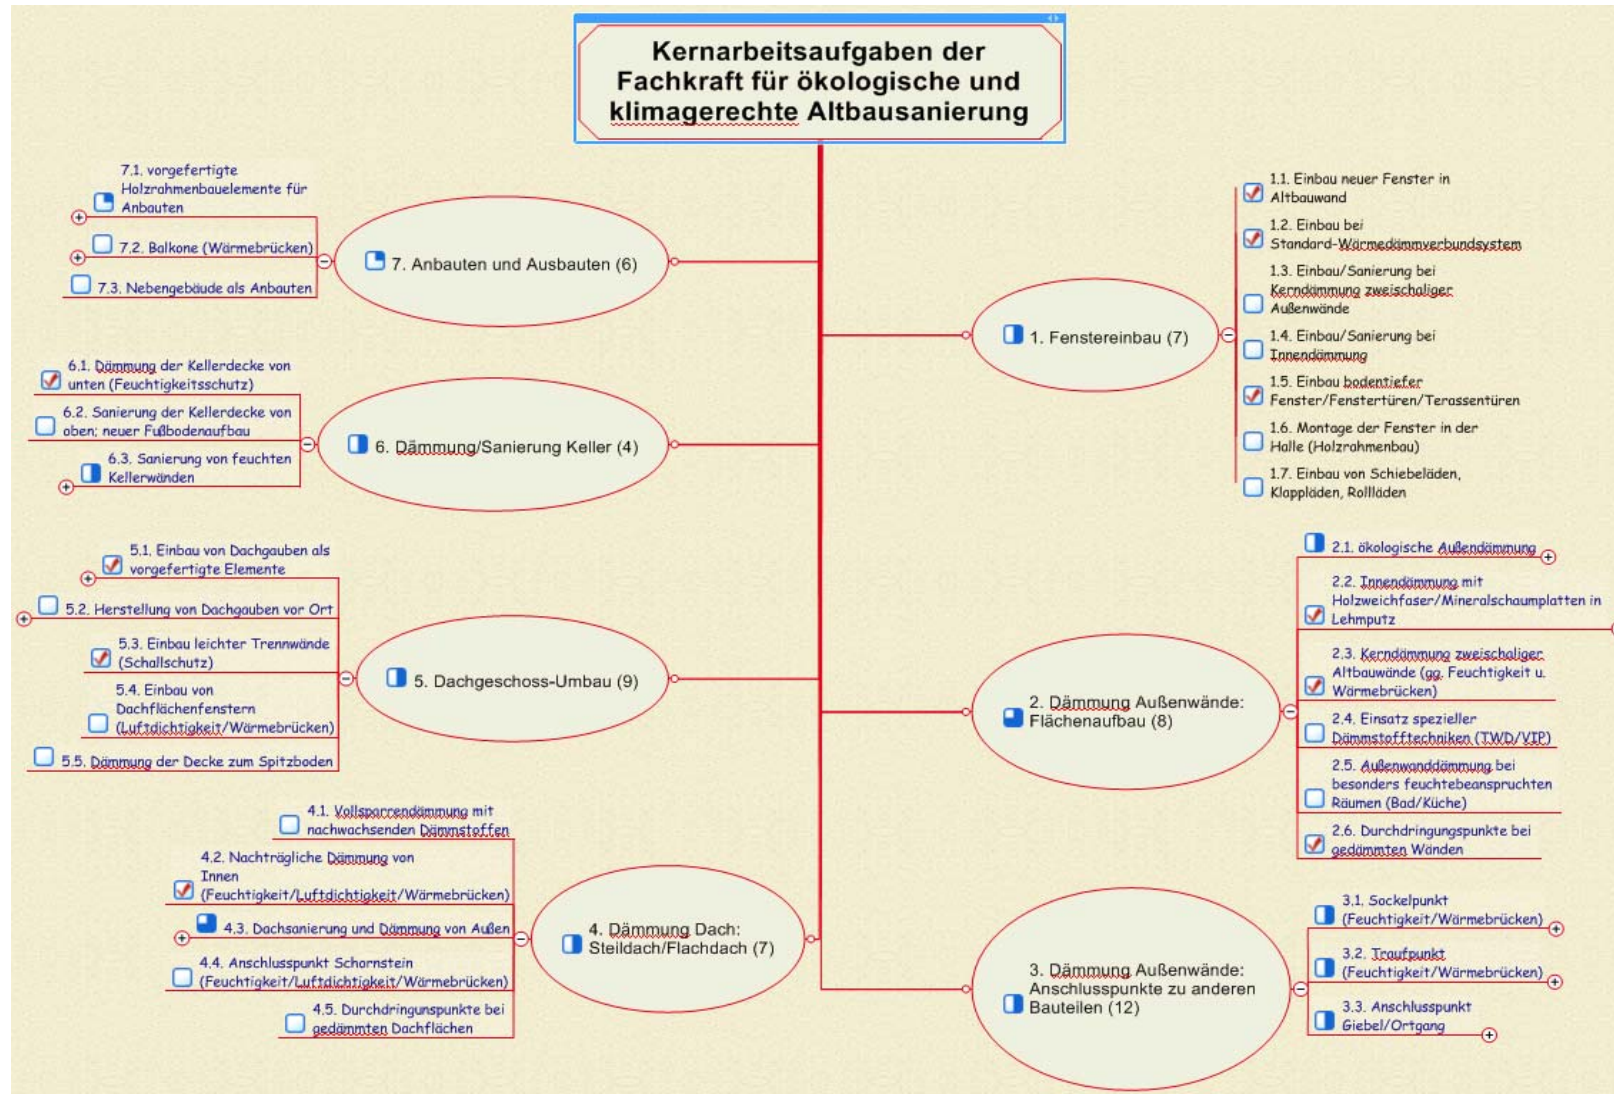 Kernarbeitsaufgaben der
Fachkraft für ökologische und
klimagerechte Altbausanierung
1. Fenstereinbau (7)
1.1. Einbau neuer Fenster in
Altbauwand
1.2. Einbau bei
Standard-Wärmedämmverbundsystem
1.3. Einbau/Sanierung bei
Kerndämmung zweischaliger
Außenwände
1.4. Einbau/Sanierung bei
Innendämmung
1.5. Einbau bodentiefer
Fenster/Fenstertüren/Terassentüren
1.6. Montage der Fenster in der
Halle (Holzrahmenbau)
1.7. Einbau von Schiebeläden,
Klappläden, Rollläden
2. Dämmung Außenwände:
Flächenaufbau (8)
2.1. ökologische Außendämmung
2.2. Innendämmung mit
Holzweichfaser/Mineralschaumplatten in
Lehmputz
2.3. Kerndämmung zweischaliger
Altbauwände (gg. Feuchtigkeit u.
Wärmebrücken)
2.4. Einsatz spezieller
Dämmstofftechniken (TWD/VIP)
2.5. Außenwanddämmung bei
besonders feuchtebeanspruchten
Räumen (Bad/Küche)
2.6. Durchdringungspunkte bei
gedämmten Wänden
3. Dämmung Außenwände:
Anschlusspunkte zu anderen
Bauteilen (12)
3.1. Sockelpunkt
(Feuchtigkeit/Wärmebrücken)
3.2. Traufpunkt
(Feuchtigkeit/Wärmebrücken)
3.3. Anschlusspunkt
Giebel/Ortgang
4. Dämmung Dach:
Steildach/Flachdach (7)
4.1. Vollsparrendämmung mit
nachwachsenden Dämmstoffen
4.2. Nachträgliche Dämmung von
Innen
(Feuchtigkeit/Luftdichtigkeit/Wärmebrücken)
4.3. Dachsanierung und Dämmung von Außen
4.4. Anschlusspunkt Schornstein
(Feuchtigkeit/Luftdichtigkeit/Wärmebrücken)
4.5. Durchdringunspunkte bei
gedämmten Dachflächen
5. Dachgeschoss-Umbau (9)
5.1. Einbau von Dachgauben als
vorgefertigte Elemente
5.2. Herstellung von Dachgauben vor Ort
5.3. Einbau leichter Trennwände
(Schallschutz)
5.4. Einbau von
Dachflächenfenstern
(Luftdichtigkeit/Wärmebrücken)
5.5. Dämmung der Decke zum Spitzboden
6. Dämmung/Sanierung Keller (4)
6.1. Dämmung der Kellerdecke von
unten (Feuchtigkeitsschutz)
6.2. Sanierung der Kellerdecke von
oben; neuer Fußbodenaufbau
6.3. Sanierung von feuchten
Kellerwänden
7. Anbauten und Ausbauten (6)
7.1. vorgefertigte
Holzrahmenbauelemente für
Anbauten
7.2. Balkone (Wärmebrücken)
7.3. Nebengebäude als Anbauten